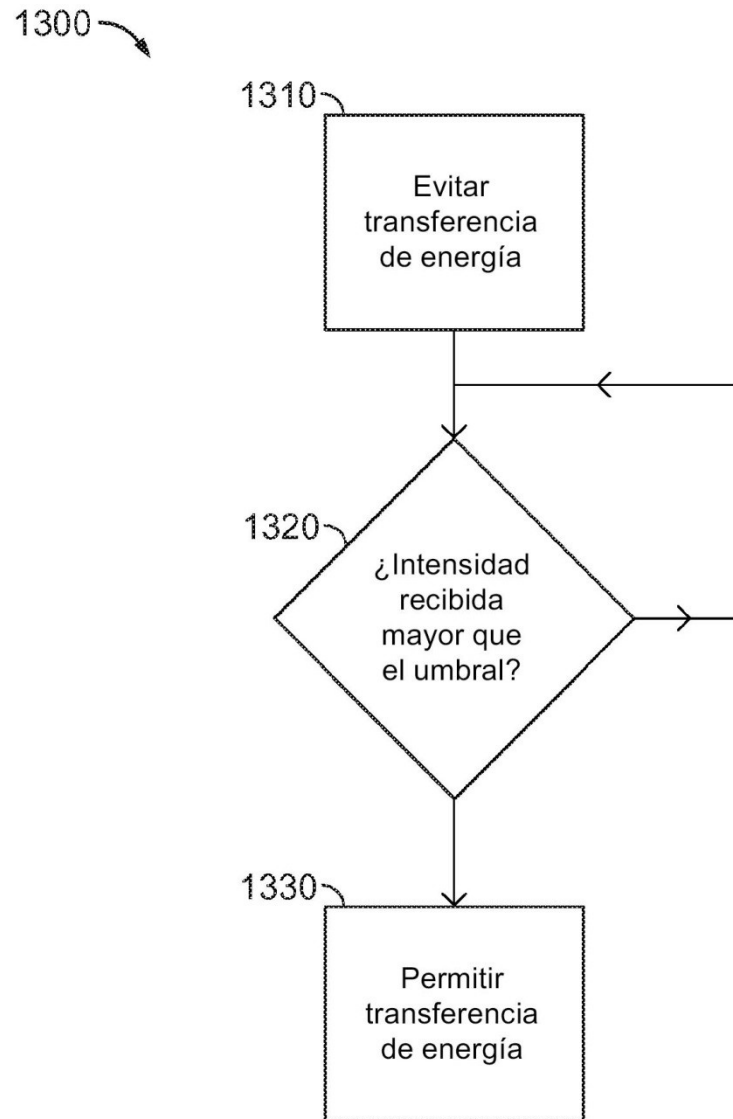 1300
1310
Evitar
transferencia
de energía
1320
¿Intensidad
recibida
mayor que
el umbral?
1330
Permitir
transferencia
de energía